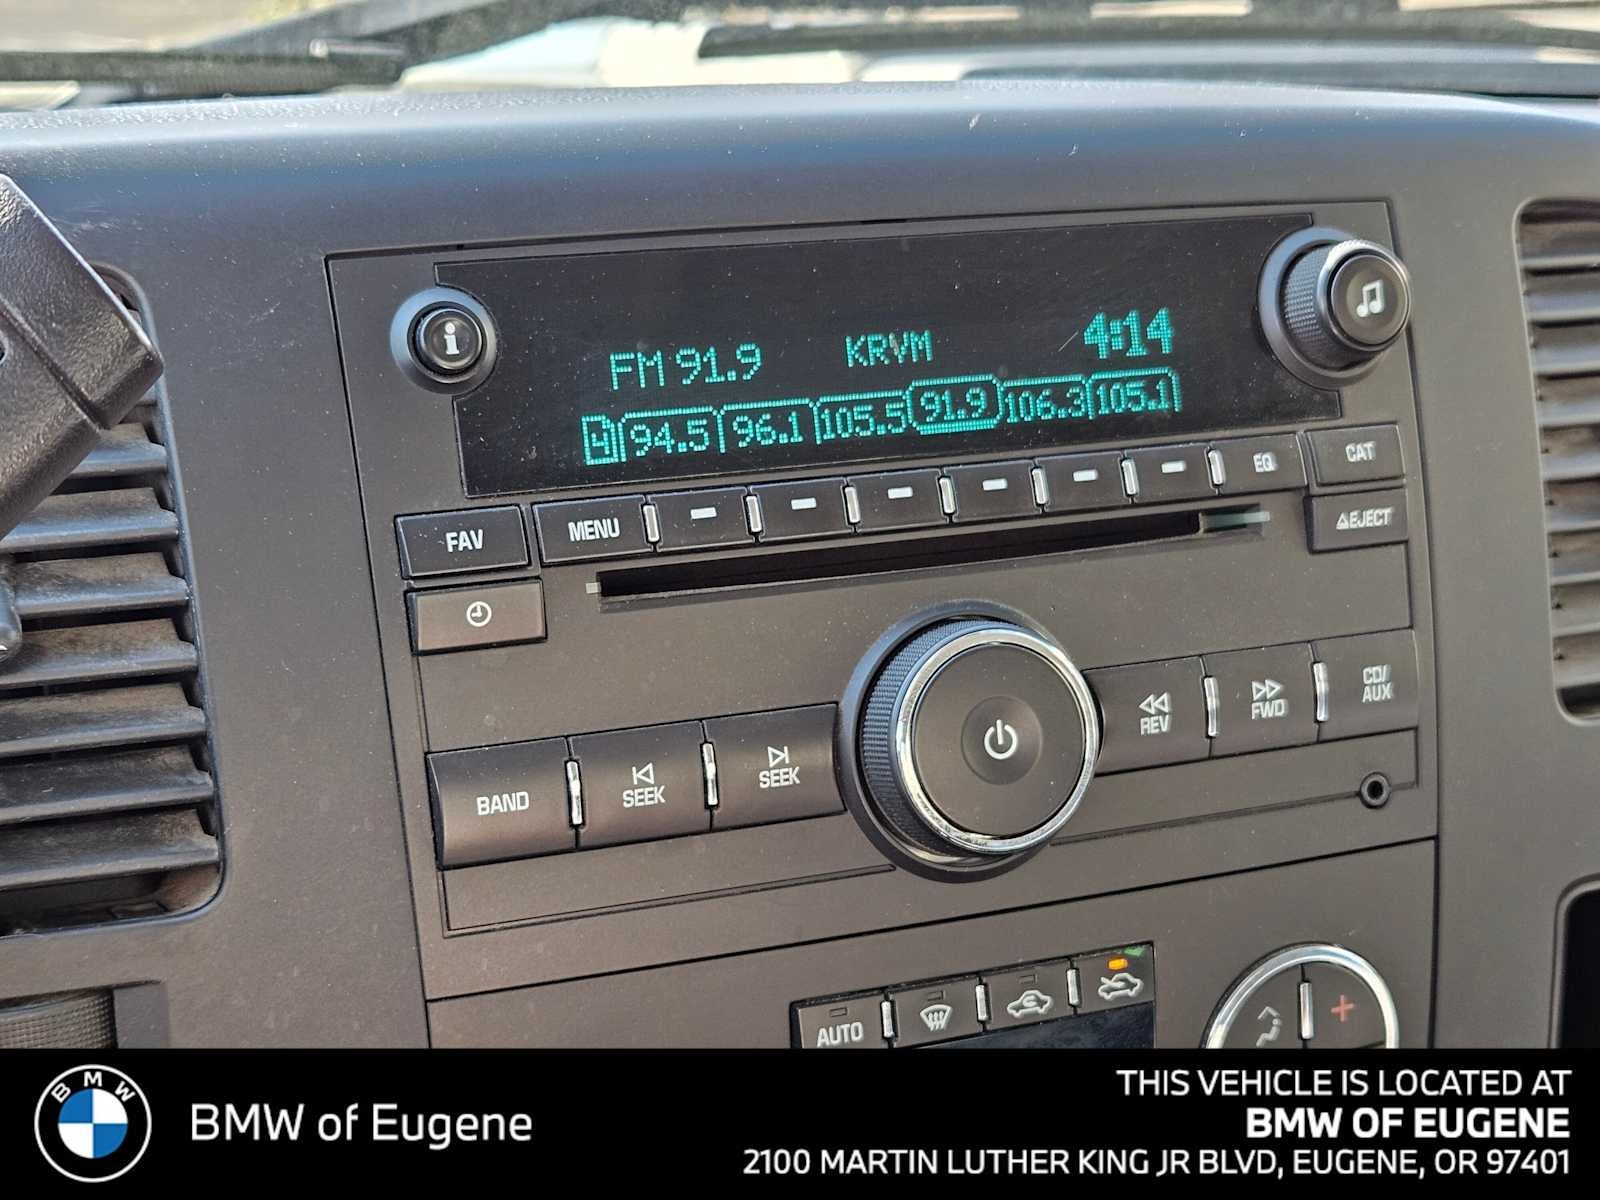 i
FM 91.9 KRVM 4:14
4 94.5 96.1 105.5 91.9 106.3 105.1
FAV MENU EQ CAT
EJECT
BAND SEEK SEEK REV FWD CD/
AUX
AUTO
BMW
BMW of Eugene
THIS VEHICLE IS LOCATED AT
BMW OF EUGENE
2100 MARTIN LUTHER KING JR BLVD, EUGENE, OR 97401